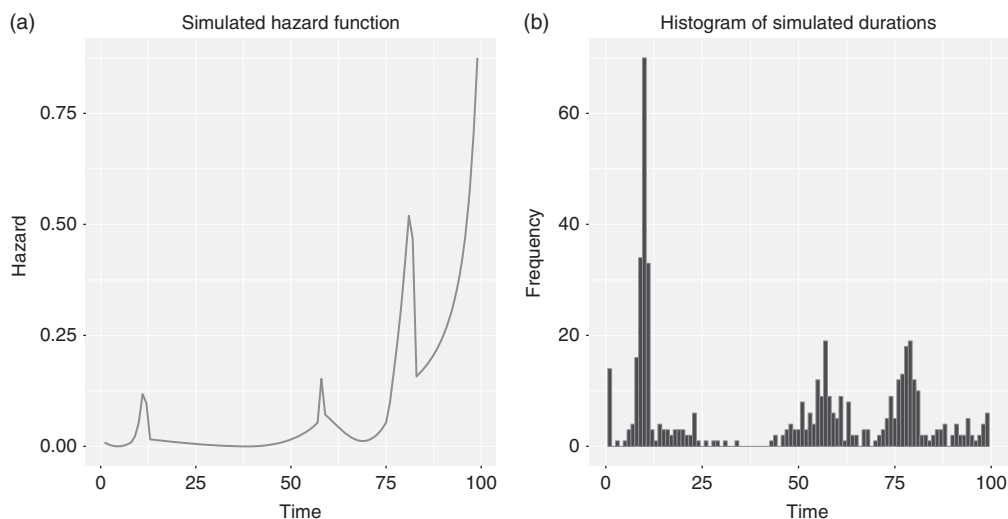 (a)
Simulated hazard function
0.75
0.50
0.25
0.00
Hazard
0
25
50
75
100
Time
(b)
Histogram of simulated durations
60
40
20
0
Frequency
0
25
50
75
100
Time